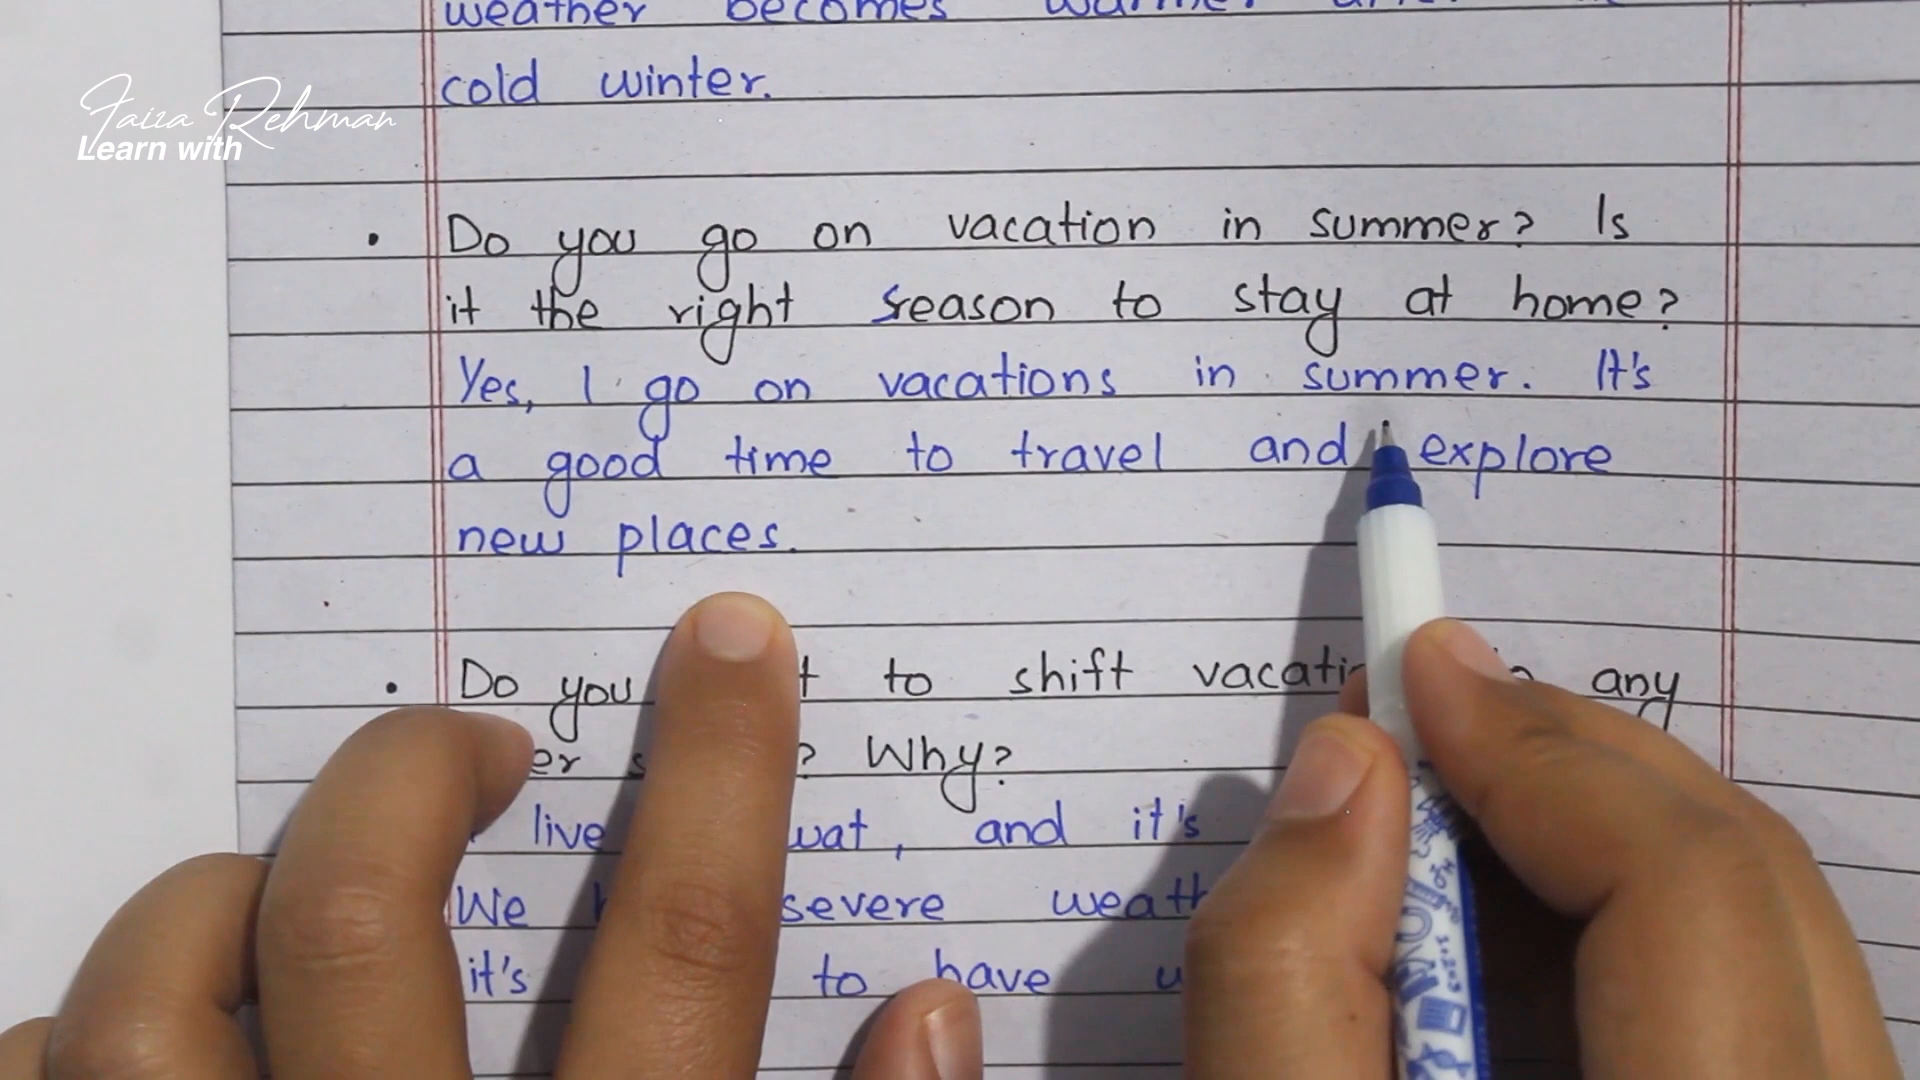 weather becomes warmer after
cold winter.
Faiza Rehman
Learn with
• Do you go on vacation in summer? Is
it the right season to stay at home?
Yes, I go on vacations in summer. It's
a good time to travel and explore
new places.
• Do you to shift any
? Why?
live and it's
We severe
it's to have